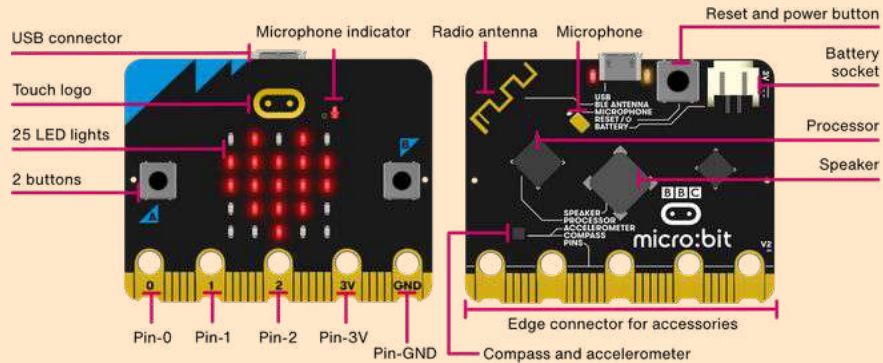 USB connector
Microphone indicator
Touch logo
25 LED lights
2 buttons
A
B
0
1
2
3V
GND
Pin-0
Pin-1
Pin-2
Pin-3V
Pin-GND
Radio antenna
Microphone
Reset and power button
Battery
socket
Processor
Speaker
3V
USB
BLE ANTENNA
MICROPHONE
RESET / O
BATTERY
SPEAKER
PROCESSOR
ACCELEROMETER
COMPASS
PINS
BBC
micro:bit
V2
Edge connector for accessories
Compass and accelerometer